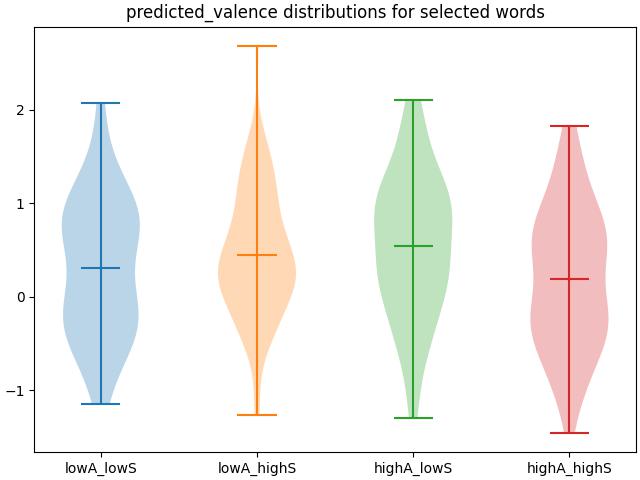 predicted_valence distributions for selected words
2
1
0
−1
lowA_lowS
lowA_highS
highA_lowS
highA_highS